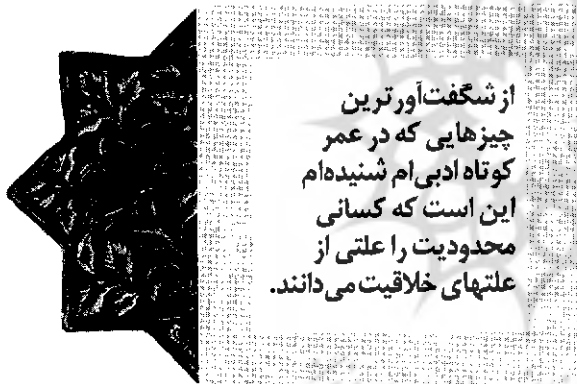 از شگفت‌آورترین
چیزهایی که در عمر
کوتاه ادبی‌ام شنیده‌ام
این است که کسانی
محدودیت را علتی از
علتهای خلاقیت می‌دانند.